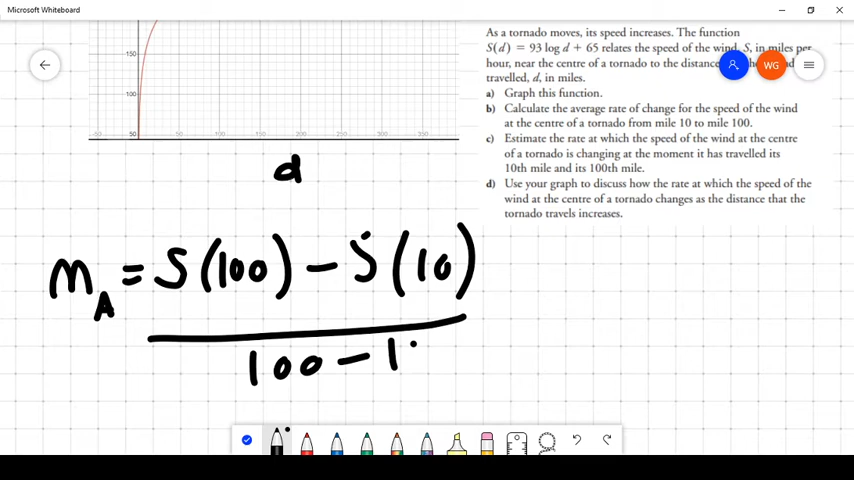 Microsoft Whiteboard
150
100
50
-50
50
100
150
200
250
300
350
d
As a tornado moves, its speed increases. The function
S(d) = 93 log d + 65 relates the speed of the wind, S, in miles per
hour, near the centre of a tornado to the distance
travelled, d, in miles.
a) Graph this function.
b) Calculate the average rate of change for the speed of the wind
at the centre of a tornado from mile 10 to mile 100.
c) Estimate the rate at which the speed of the wind at the centre
of a tornado is changing at the moment it has travelled its
10th mile and its 100th mile.
d) Use your graph to discuss how the rate at which the speed of the
wind at the centre of a tornado changes as the distance that the
tornado travels increases.
WG
m_A = S(100) - S(10)
100 - 1